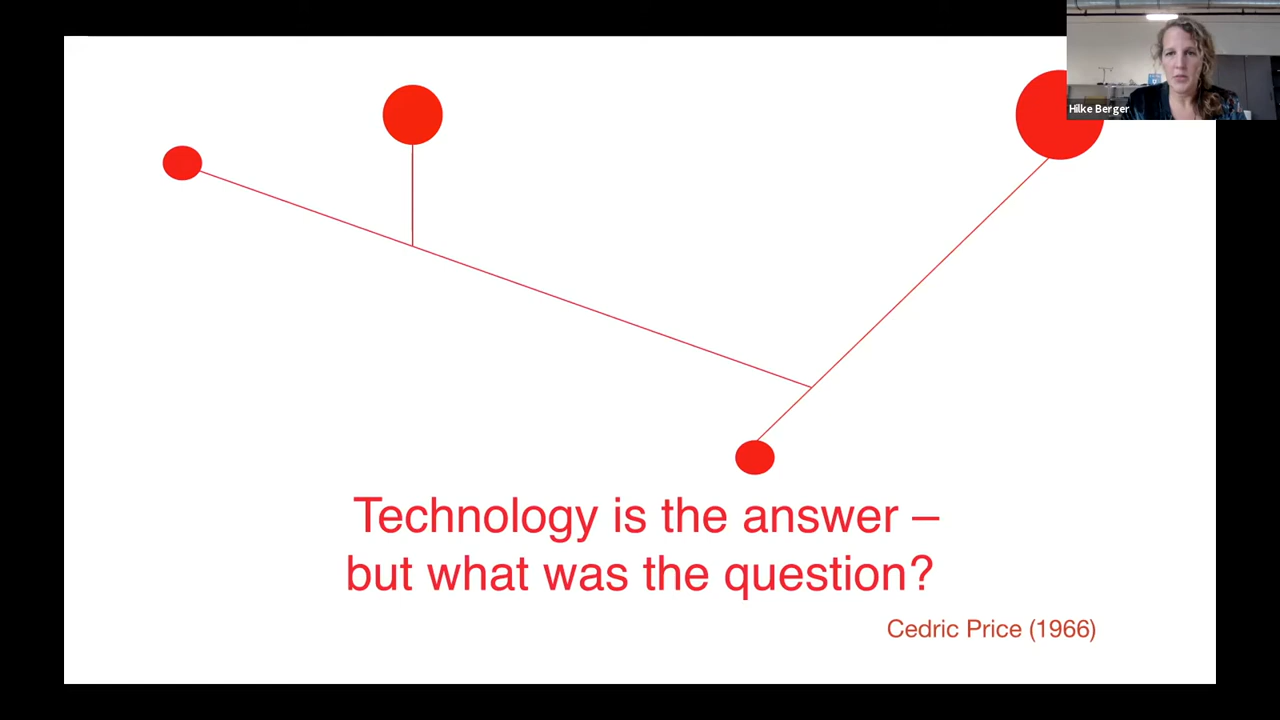 Hilke Berger
Technology is the answer –
but what was the question?
Cedric Price (1966)